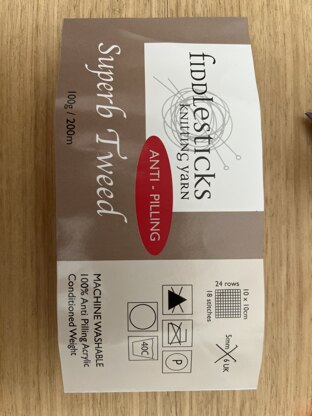 fiddlesticks
KNITTING YARN
ANTI - PILLING
Superb Tweed
100g / 200m
10 x 10cm
24 rows
18 stitches
5mm
6 UK
P
40C
MACHINE WASHABLE
100% Anti Pilling Acrylic
Conditioned Weight